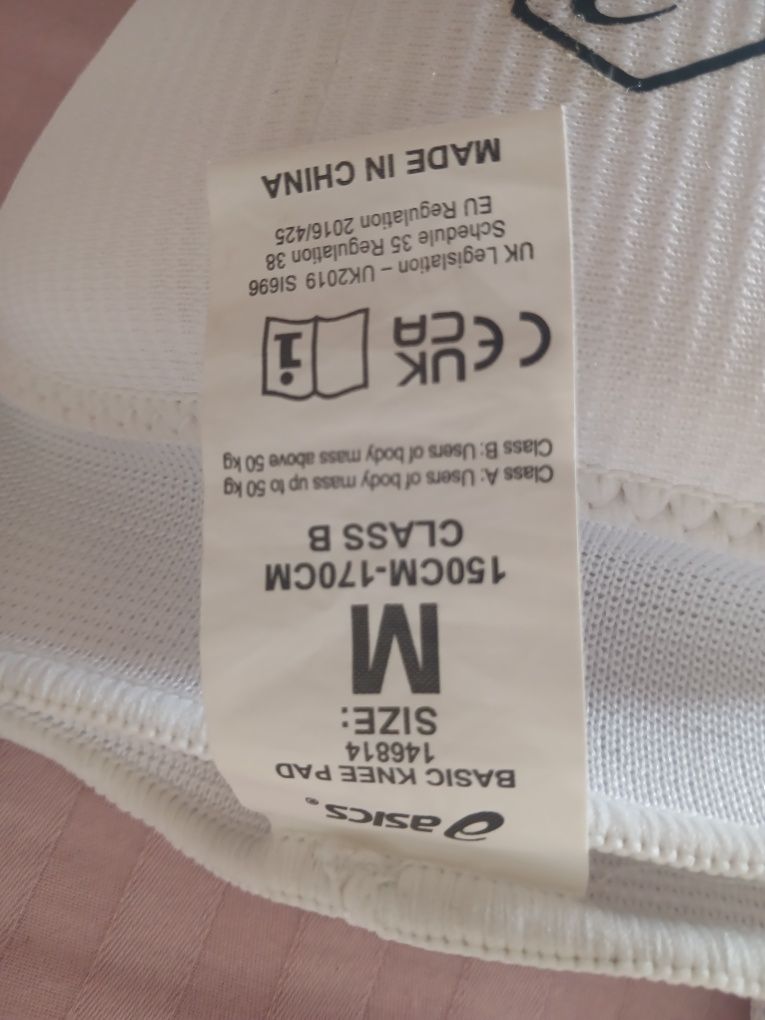 asics®
BASIC KNEE PAD
146814
SIZE:
M
150CM-170CM
CLASS B
Class A: Users of body mass up to 50 kg
Class B: Users of body mass above 50 kg
CE UK CA i
UK Legislation – UK2019 SI696
Schedule 35 Regulation 38
EU Regulation 2016/425
MADE IN CHINA